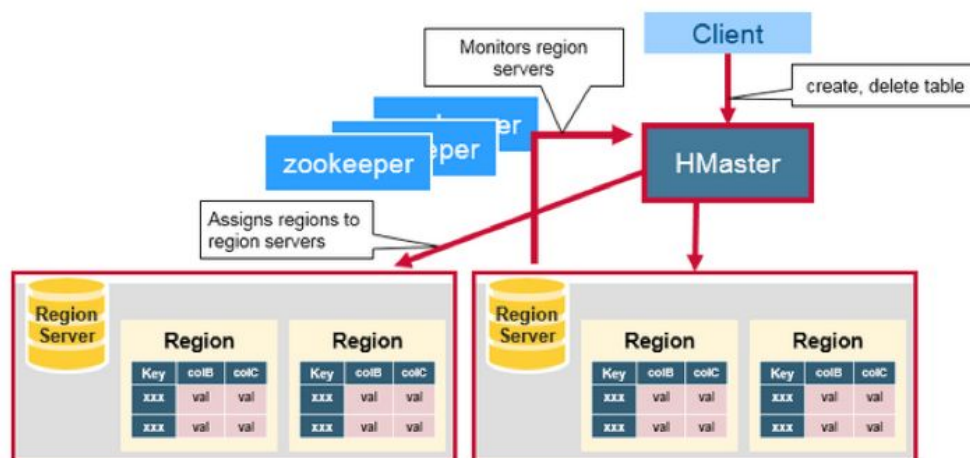 Client
Monitors region
servers
create, delete table
eper
zookeeper
HMaster
Assigns regions to
region servers
Region
Server
Region
Key colB colC
xxx val val
xxx val val
Region
Key colB colC
xxx val val
xxx val val
Region
Server
Region
Key colB colC
xxx val val
xxx val val
Region
Key colB colC
xxx val val
xxx val val